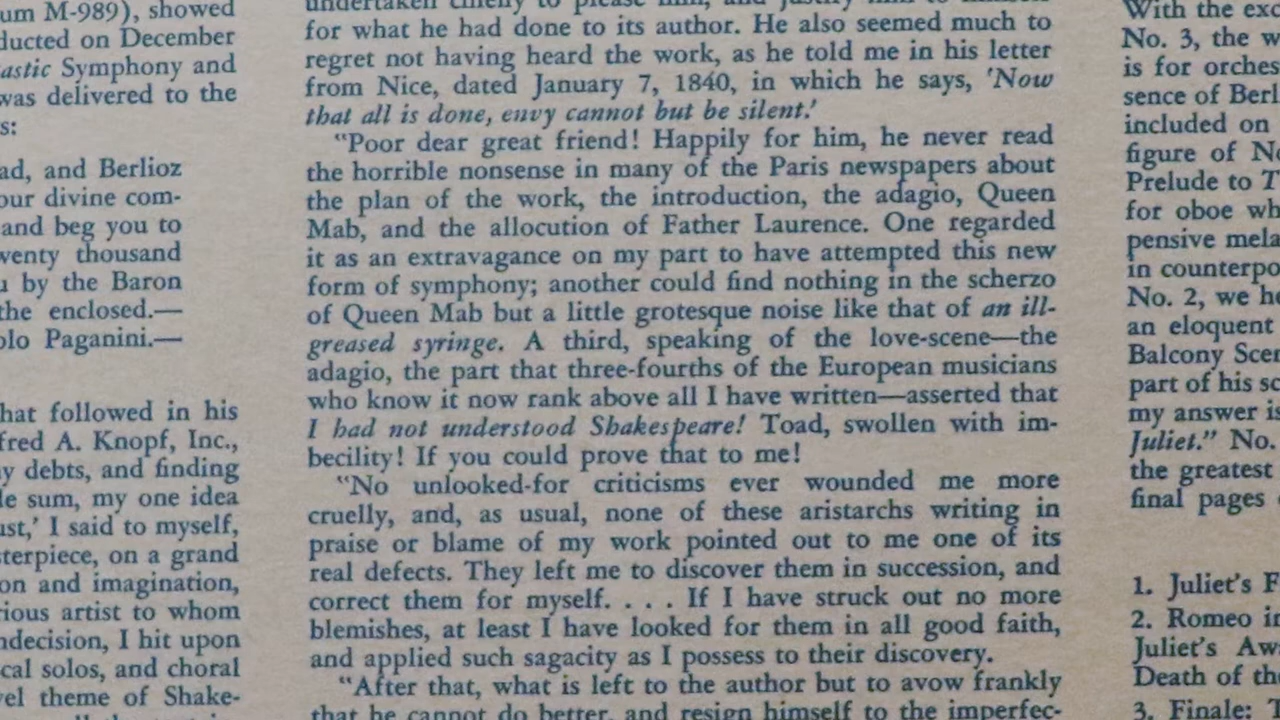 um M-989), showed
ducted on December
astic Symphony and
was delivered to the
s:
ad, and Berlioz
our divine com-
and beg you to
wenty thousand
u by the Baron
the enclosed.—
olo Paganini.—
hat followed in his
fred A. Knopf, Inc.,
y debts, and finding
le sum, my one idea
ust,' I said to myself,
sterpiece, on a grand
on and imagination,
rious artist to whom
ndecision, I hit upon
cal solos, and choral
vel theme of Shake-
for what he had done to its author. He also seemed much to
regret not having heard the work, as he told me in his letter
from Nice, dated January 7, 1840, in which he says, 'Now
that all is done, envy cannot but be silent.'
"Poor dear great friend! Happily for him, he never read
the horrible nonsense in many of the Paris newspapers about
the plan of the work, the introduction, the adagio, Queen
Mab, and the allocution of Father Laurence. One regarded
it as an extravagance on my part to have attempted this new
form of symphony; another could find nothing in the scherzo
of Queen Mab but a little grotesque noise like that of an ill-
greased syringe. A third, speaking of the love-scene—the
adagio, the part that three-fourths of the European musicians
who know it now rank above all I have written—asserted that
I had not understood Shakespeare! Toad, swollen with im-
becility! If you could prove that to me!
"No unlooked-for criticisms ever wounded me more
cruelly, and, as usual, none of these aristarchs writing in
praise or blame of my work pointed out to me one of its
real defects. They left me to discover them in succession, and
correct them for myself. . . . If I have struck out no more
blemishes, at least I have looked for them in all good faith,
and applied such sagacity as I possess to their discovery.
"After that, what is left to the author but to avow frankly
that he cannot do better, and resign himself to the imperfec-
With the exc
No. 3, the w
is for orches
sence of Berl
included on
figure of No
Prelude to T
for oboe wh
pensive mela
in counterpo
No. 2, we he
an eloquent
Balcony Scen
part of his sc
my answer is
Juliet." No.
the greatest
final pages
1. Juliet's F
2. Romeo in
Juliet's Aw
Death of the
3. Finale: T